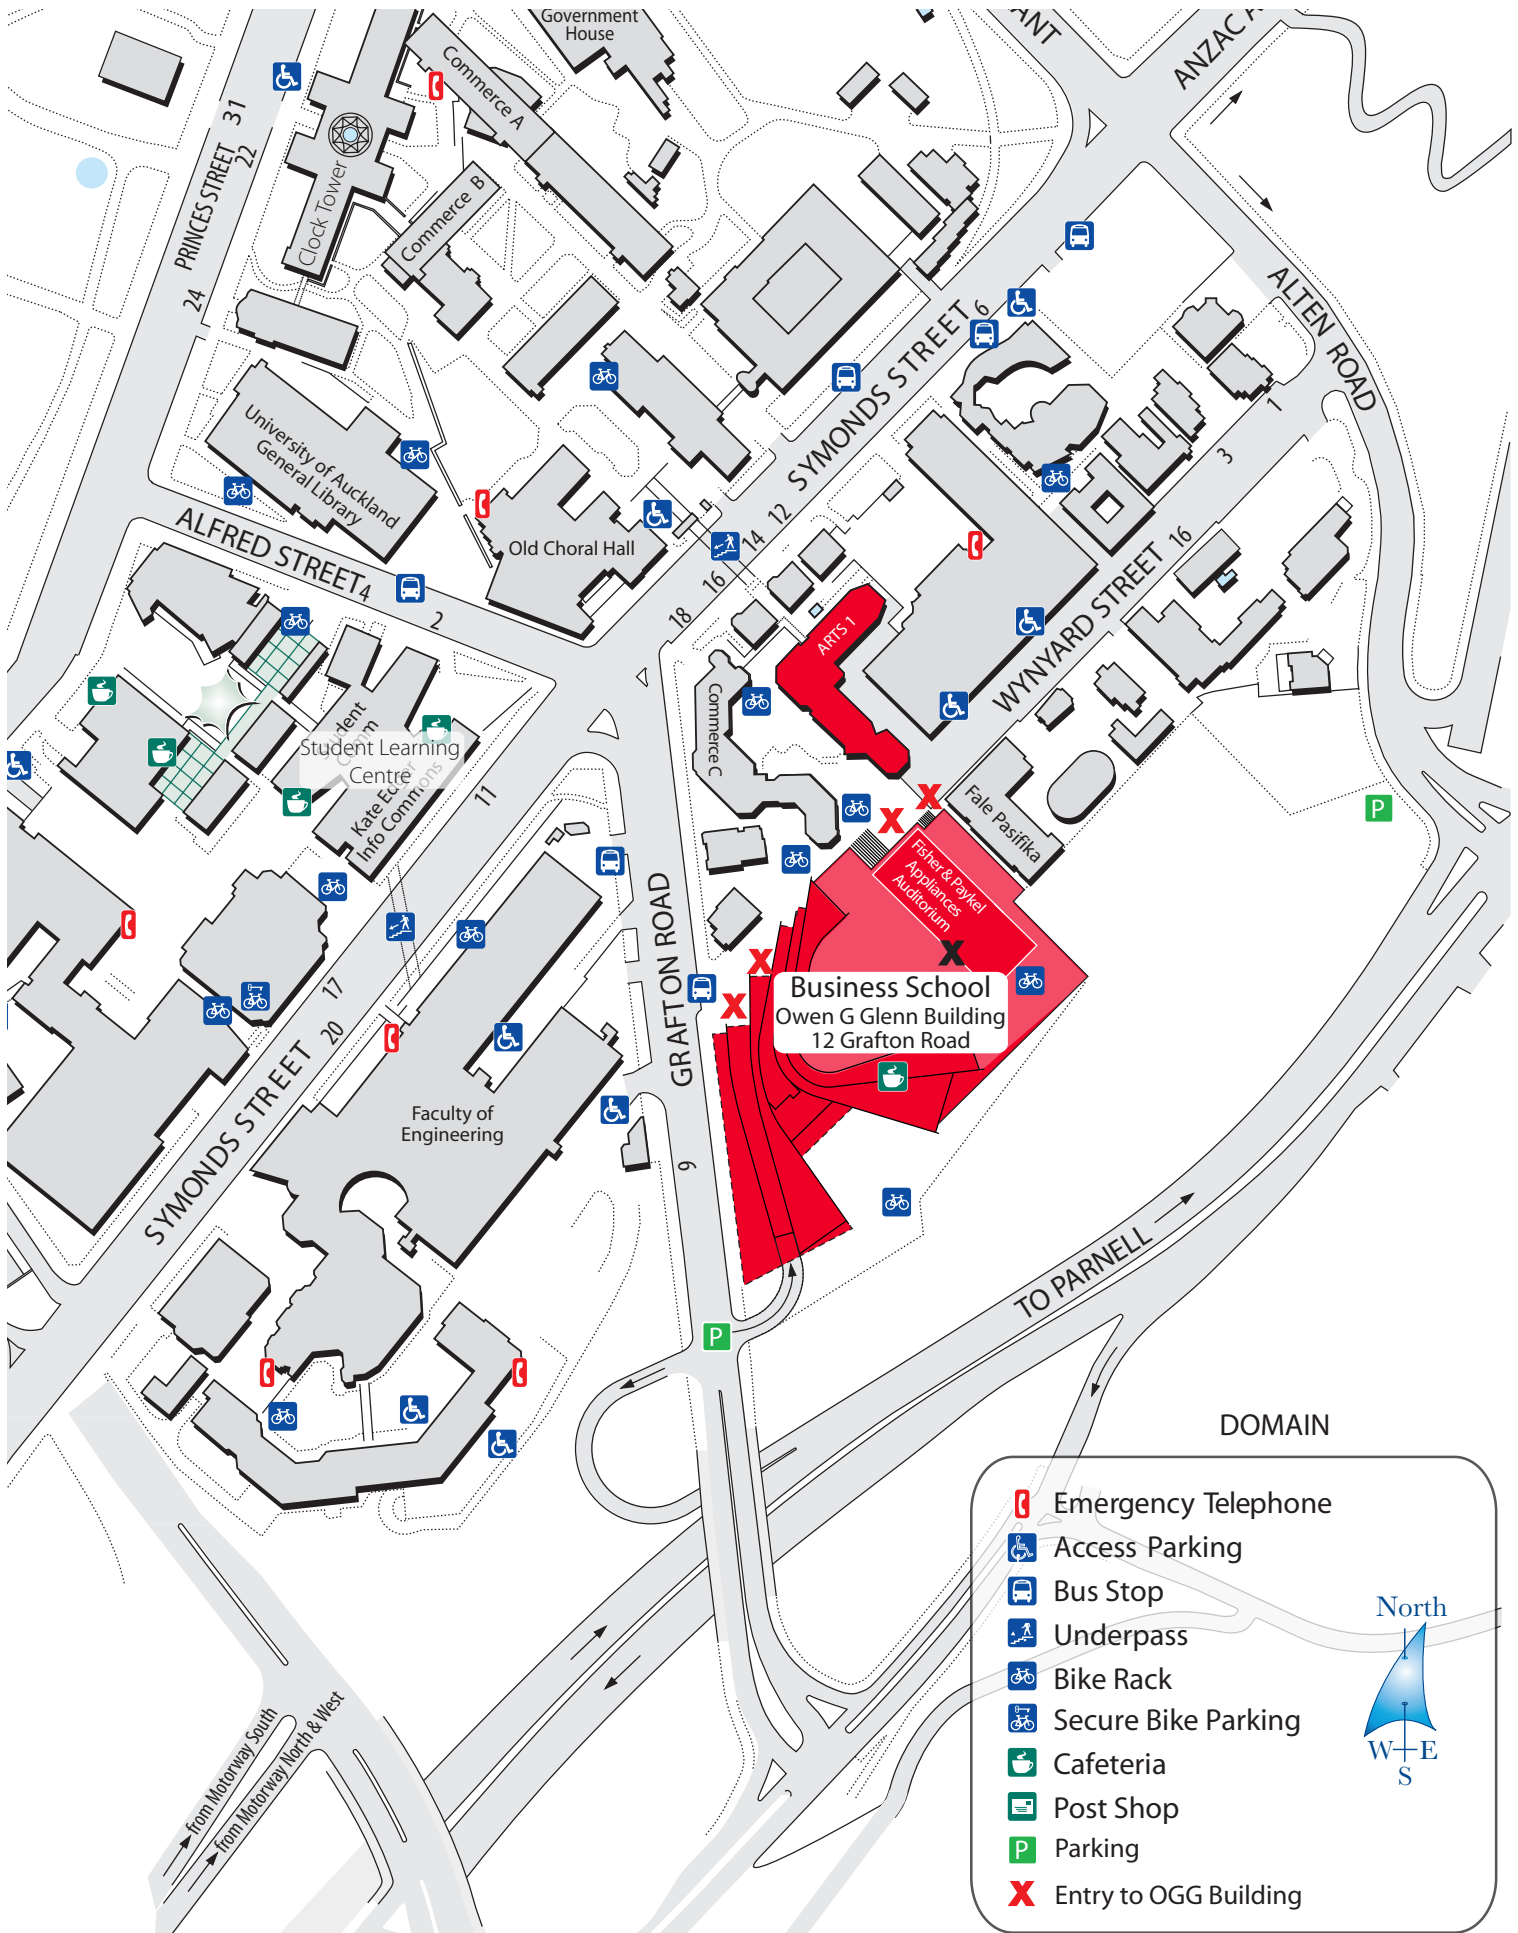 Government
House
ANT
ANZAC A
Commerce A
31
PRINCES STREET
22
24
Clock Tower
Commerce B
ALTEN ROAD
SYMONDS STREET
6
University of Auckland
General Library
Old Choral Hall
ALFRED STREET
4
2
12
14
16
18
1
3
16
WYNYARD STREET
ARTS 1
Commerce C
Student
Comm
Student Learning
Centre
Kate Edger
Info Commons
11
Fale Pasifika
P
Fisher & Paykel
Appliances
Auditorium
GRAFTON ROAD
X
X
X
X
X
Business School
Owen G Glenn Building
12 Grafton Road
17
20
SYMONDS STREET
Faculty of
Engineering
9
TO PARNELL
P
DOMAIN
Emergency Telephone
Access Parking
Bus Stop
Underpass
Bike Rack
Secure Bike Parking
Cafeteria
Post Shop
P Parking
X Entry to OGG Building
North
W E
S
from Motorway South
from Motorway North & West